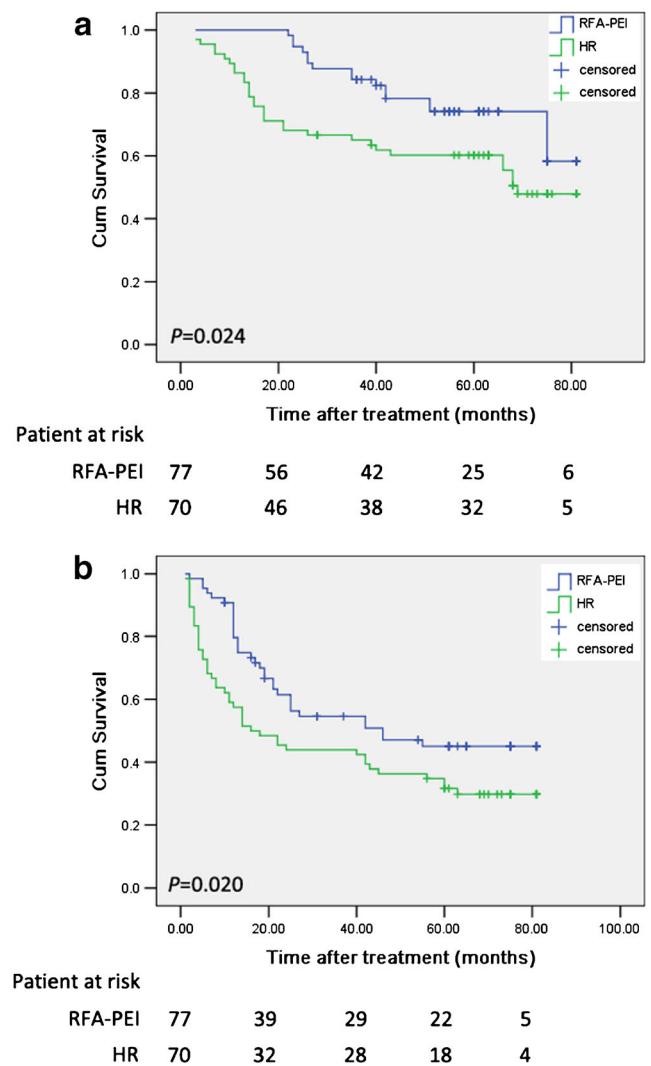 a
RFA-PEI
HR
censored
censored
Cum Survival
1.0
0.8
0.6
0.4
0.2
0.0
P=0.024
0.00 20.00 40.00 60.00 80.00
Time after treatment (months)
Patient at risk
RFA-PEI 77 56 42 25 6
HR 70 46 38 32 5
b
RFA-PEI
HR
censored
censored
Cum Survival
1.0
0.8
0.6
0.4
0.2
0.0
P=0.020
0.00 20.00 40.00 60.00 80.00 100.00
Time after treatment (months)
Patient at risk
RFA-PEI 77 39 29 22 5
HR 70 32 28 18 4